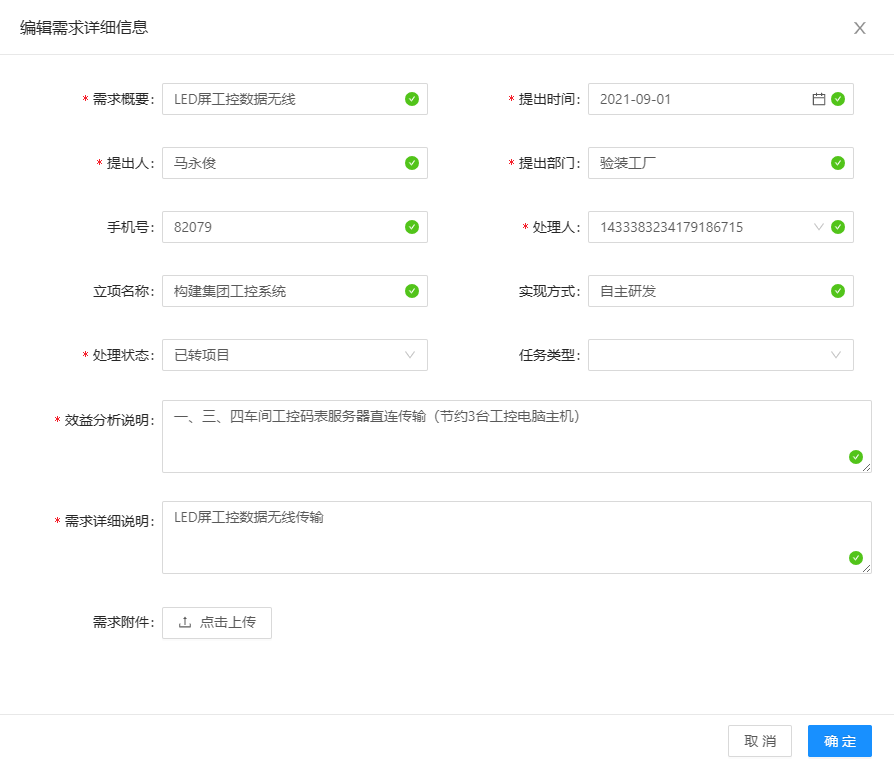 编辑需求详细信息
* 需求概要: LED屏工控数据无线
* 提出时间: 2021-09-01
* 提出人: 马永俊
* 提出部门: 验装工厂
手机号: 82079
* 处理人: 1433383234179186715
立项名称: 构建集团工控系统
实现方式: 自主研发
* 处理状态: 已转项目
任务类型:
* 效益分析说明: 一、三、四车间工控码表服务器直连传输（节约3台工控电脑主机）
* 需求详细说明: LED屏工控数据无线传输
需求附件: 点击上传
取 消
确 定